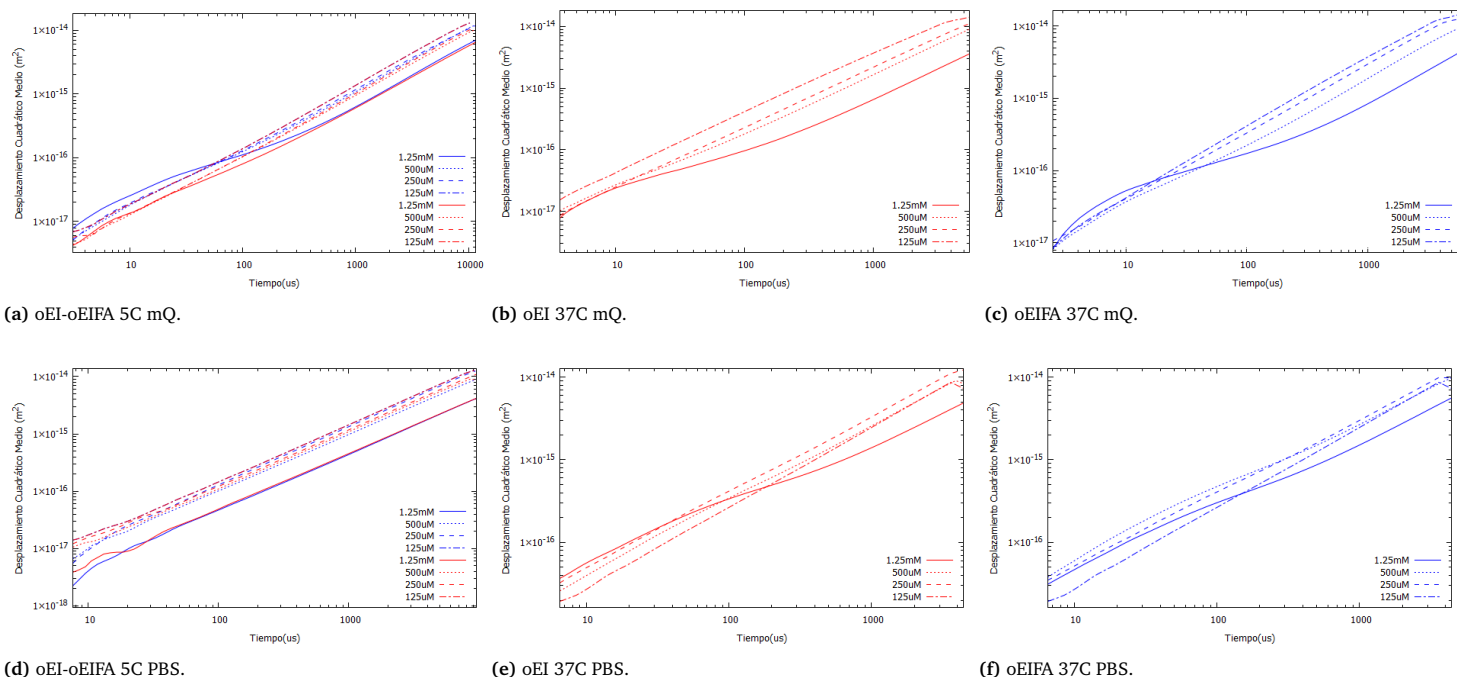 Desplazamiento Cuadrático Medio (m²)
1×10⁻¹⁴
1×10⁻¹⁵
1×10⁻¹⁶
1×10⁻¹⁷
1.25mM
500uM
250uM
125uM
1.25mM
500uM
250uM
125uM
10
100
1000
10000
Tiempo(us)
(a) oEI-oEIFA 5C mQ.
Desplazamiento Cuadrático Medio (m²)
1×10⁻¹⁴
1×10⁻¹⁵
1×10⁻¹⁶
1×10⁻¹⁷
1.25mM
500uM
250uM
125uM
10
100
1000
Tiempo(us)
(b) oEI 37C mQ.
Desplazamiento Cuadrático Medio (m²)
1×10⁻¹⁴
1×10⁻¹⁵
1×10⁻¹⁶
1×10⁻¹⁷
1.25mM
500uM
250uM
125uM
10
100
1000
Tiempo(us)
(c) oEIFA 37C mQ.
Desplazamiento Cuadrático Medio (m²)
1×10⁻¹⁴
1×10⁻¹⁵
1×10⁻¹⁶
1×10⁻¹⁷
1×10⁻¹⁸
1.25mM
500uM
250uM
125uM
1.25mM
500uM
250uM
125uM
10
100
1000
Tiempo(us)
(d) oEI-oEIFA 5C PBS.
Desplazamiento Cuadrático Medio (m²)
1×10⁻¹⁴
1×10⁻¹⁵
1×10⁻¹⁶
1.25mM
500uM
250uM
125uM
10
100
1000
Tiempo(us)
(e) oEI 37C PBS.
Desplazamiento Cuadrático Medio (m²)
1×10⁻¹⁴
1×10⁻¹⁵
1×10⁻¹⁶
1.25mM
500uM
250uM
125uM
10
100
1000
Tiempo(us)
(f) oEIFA 37C PBS.